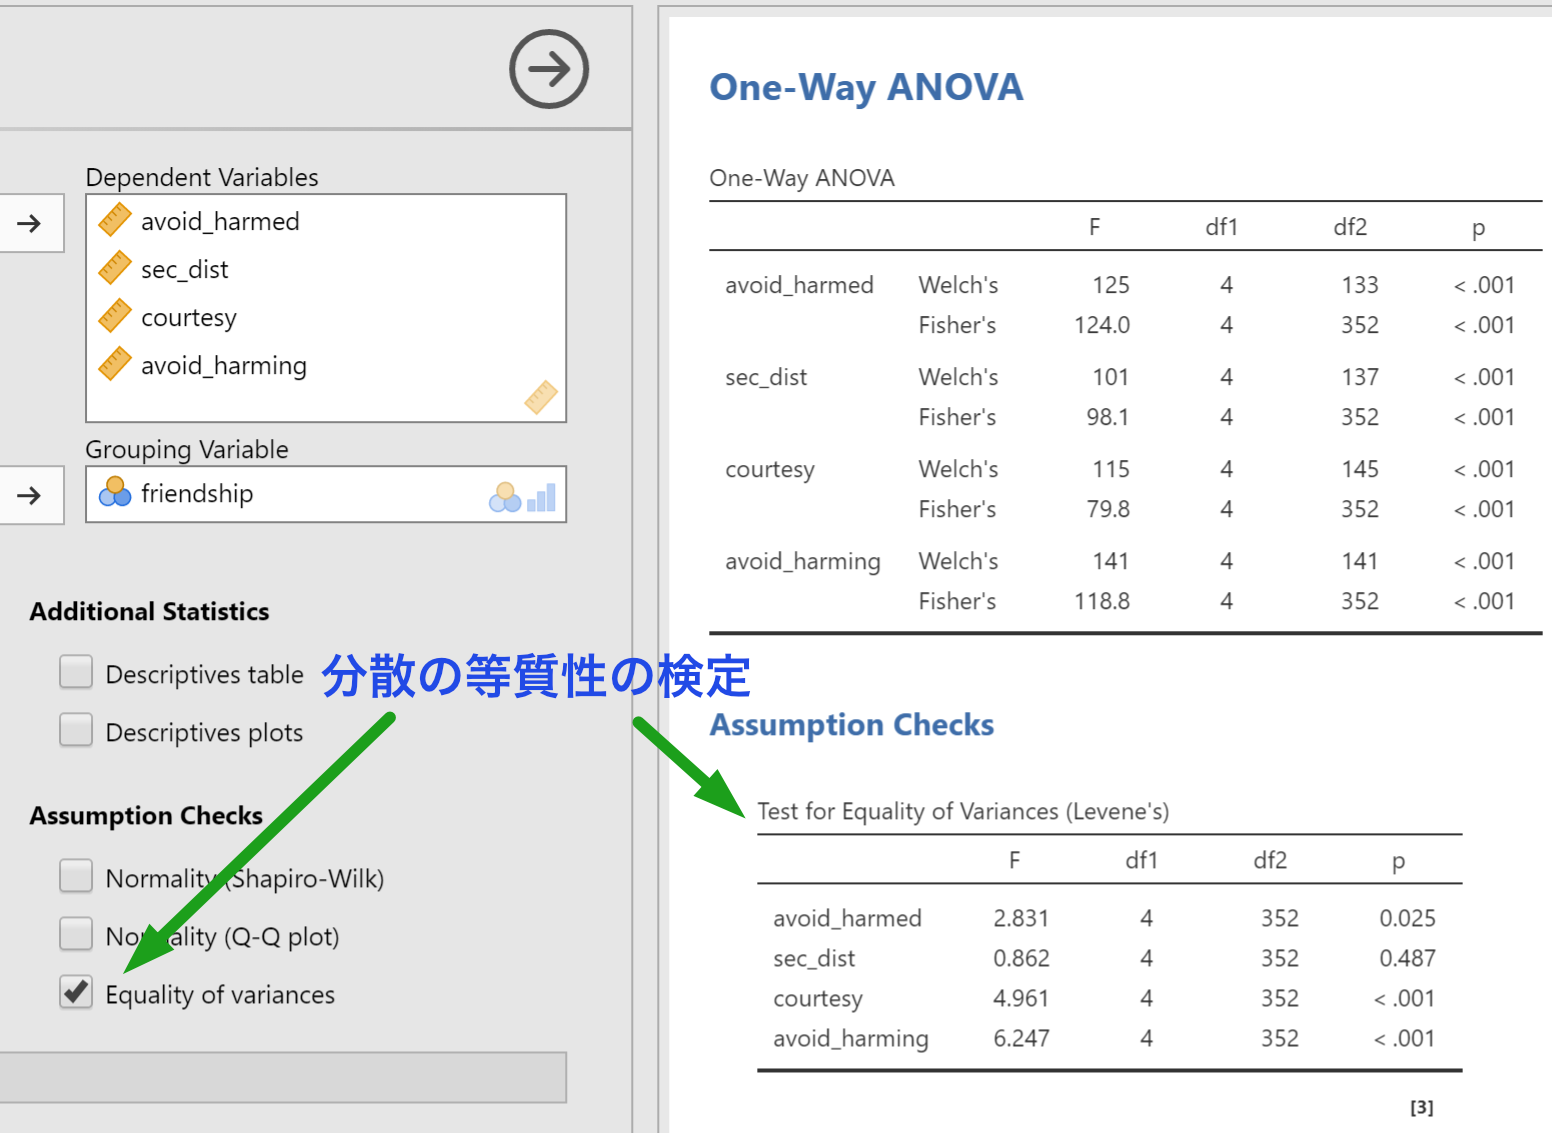 Dependent Variables
avoid_harmed
sec_dist
courtesy
avoid_harming
Grouping Variable
friendship
Additional Statistics
Descriptives table
Descriptives plots
Assumption Checks
Normality (Shapiro-Wilk)
Normality (Q-Q plot)
Equality of variances
分散の等質性の検定
One-Way ANOVA
One-Way ANOVA
F df1 df2 p
avoid_harmed Welch's 125 4 133 < .001
Fisher's 124.0 4 352 < .001
sec_dist Welch's 101 4 137 < .001
Fisher's 98.1 4 352 < .001
courtesy Welch's 115 4 145 < .001
Fisher's 79.8 4 352 < .001
avoid_harming Welch's 141 4 141 < .001
Fisher's 118.8 4 352 < .001
Assumption Checks
Test for Equality of Variances (Levene's)
F df1 df2 p
avoid_harmed 2.831 4 352 0.025
sec_dist 0.862 4 352 0.487
courtesy 4.961 4 352 < .001
avoid_harming 6.247 4 352 < .001
[3]